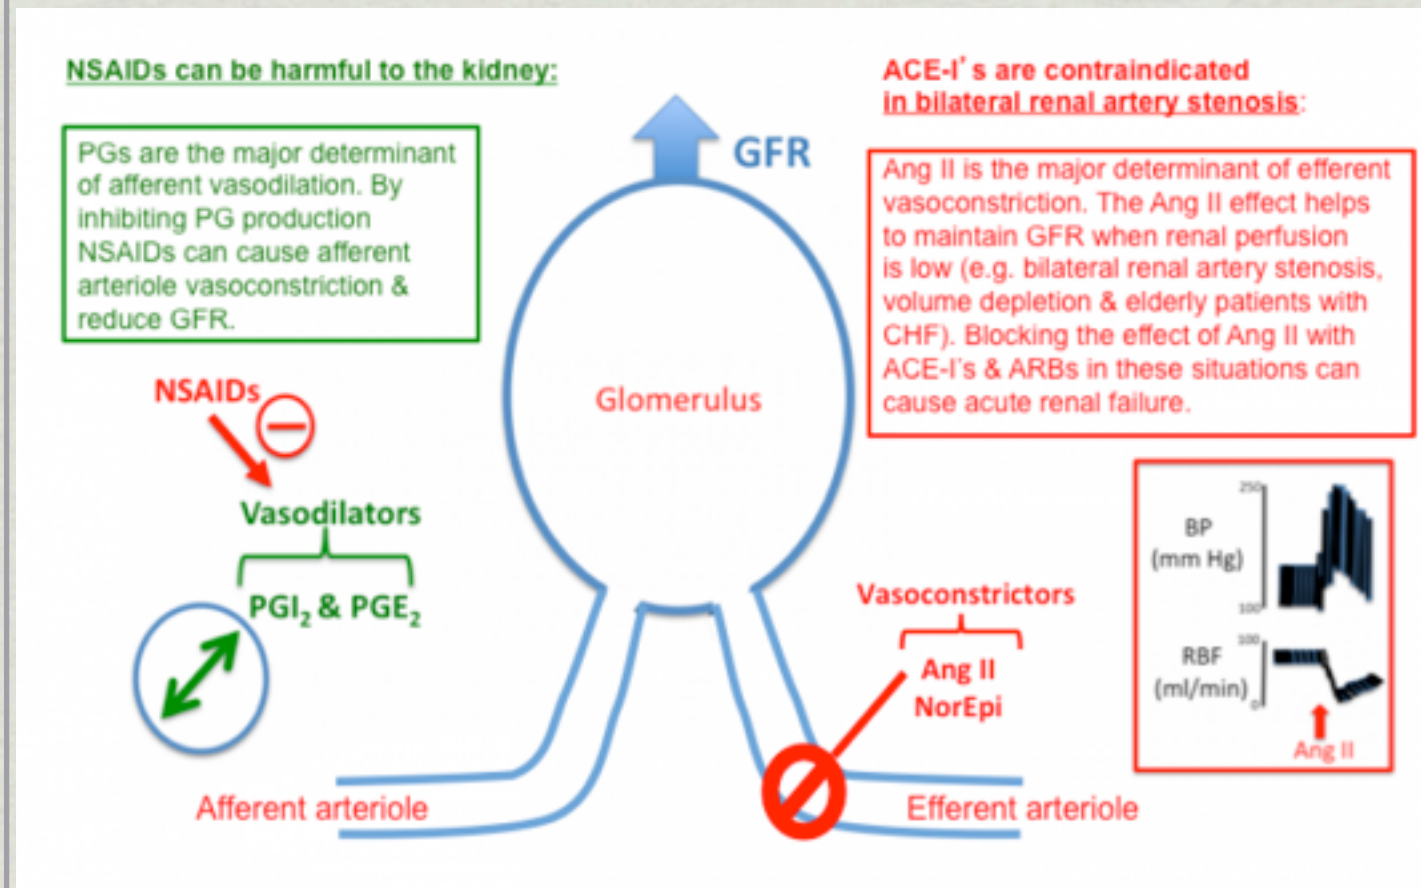 NSAIDs can be harmful to the kidney:
PGs are the major determinant
of afferent vasodilation. By
inhibiting PG production
NSAIDs can cause afferent
arteriole vasoconstriction &
reduce GFR.
NSAIDs
Vasodilators
PGI2 & PGE2
Afferent arteriole
GFR
Glomerulus
ACE-I's are contraindicated
in bilateral renal artery stenosis:
Ang II is the major determinant of efferent
vasoconstriction. The Ang II effect helps
to maintain GFR when renal perfusion
is low (e.g. bilateral renal artery stenosis,
volume depletion & elderly patients with
CHF). Blocking the effect of Ang II with
ACE-I's & ARBs in these situations can
cause acute renal failure.
Vasoconstrictors
Ang II
NorEpi
Efferent arteriole
250
BP
(mm Hg)
100
100
RBF
(ml/min)
0
Ang II